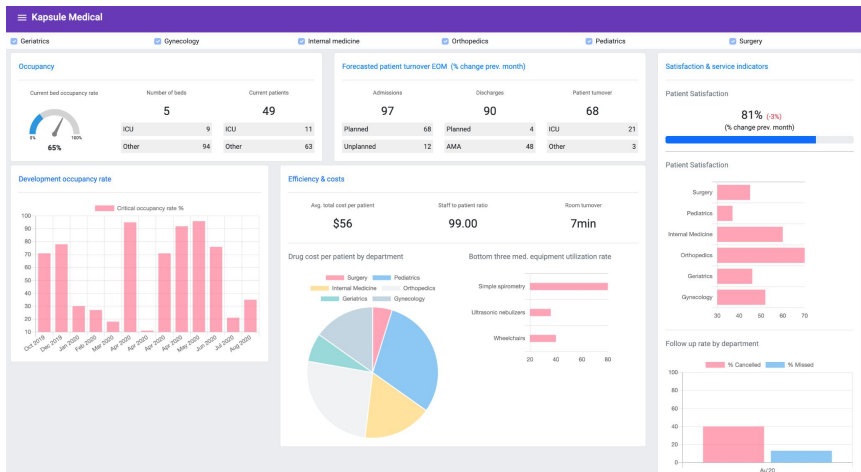 Kapsule Medical
Geriatrics Gynecology Internal medicine Orthopedics Pediatrics Surgery
Occupancy
Current bed occupancy rate
0% 100%
65%
Number of beds
5
ICU 9
Other 94
Current patients
49
ICU 11
Other 63
Forecasted patient turnover EOM (% change prev. month)
Admissions
97
Planned 68
Unplanned 12
Discharges
90
Planned 4
AMA 48
Patient turnover
68
ICU 21
Other 3
Satisfaction & service indicators
Patient Satisfaction
81% (-3%)
(% change prev. month)
Patient Satisfaction
Surgery
Pediatrics
Internal Medicine
Orthopedics
Geriatrics
Gynecology
30 40 50 60 70
Follow up rate by department
% Cancelled % Missed
100
80
60
40
20
0
Development occupancy rate
Critical occupancy rate %
100
90
80
70
60
50
40
30
20
10
Oct 2019 Dec 2019 Jan 2020 Feb 2020 Mar 2020 Apr 2020 Apr 2020 Apr 2020 Apr 2020 May 2020 Jun 2020 Jul 2020 Aug 2020
Efficiency & costs
Avg. total cost per patient
$56
Staff to patient ratio
99.00
Room turnover
7min
Drug cost per patient by department
Surgery Pediatrics
Internal Medicine Orthopedics
Geriatrics Gynecology
Bottom three med. equipment utilization rate
Simple spirometry
Ultrasonic nebulizers
Wheelchairs
20 40 60 80